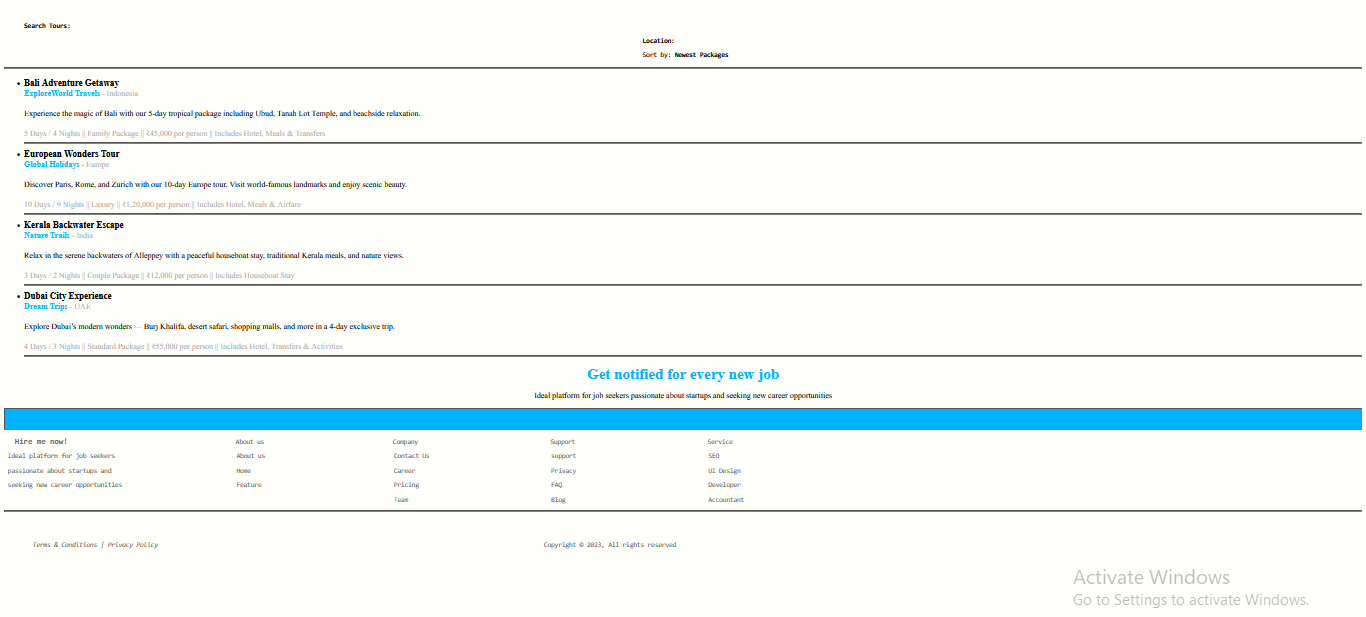 Search Tours:
Location:
Sort by: Newest Packages
• Bali Adventure Getaway
ExploreWorld Travels - Indonesia
Experience the magic of Bali with our 5-day tropical package including Ubud, Tanah Lot Temple, and beachside relaxation.
5 Days / 4 Nights || Family Package || ₹45,000 per person || Includes Hotel, Meals & Transfers
• European Wonders Tour
Global Holidays - Europe
Discover Paris, Rome, and Zurich with our 10-day Europe tour. Visit world-famous landmarks and enjoy scenic beauty.
10 Days / 9 Nights || Luxury || ₹1,20,000 per person || Includes Hotel, Meals & Airfare
• Kerala Backwater Escape
Nature Trails - India
Relax in the serene backwaters of Alleppey with a peaceful houseboat stay, traditional Kerala meals, and nature views.
3 Days / 2 Nights || Couple Package || ₹12,000 per person || Includes Houseboat Stay
• Dubai City Experience
Dream Trips - UAE
Explore Dubai's modern wonders — Burj Khalifa, desert safari, shopping malls, and more in a 4-day exclusive trip.
4 Days / 3 Nights || Standard Package || ₹55,000 per person || Includes Hotel, Transfers & Activities
Get notified for every new job
Ideal platform for job seekers passionate about startups and seeking new career opportunities
Hire me now! About us Company Support Service
Ideal platform for job seekers About us Contact Us support SEO
passionate about startups and Home Career Privacy UI Design
seeking new career opportunities Feature Pricing FAQ Developer
Team Blog Accountant
Terms & Conditions | Privacy Policy Copyright © 2023, All rights reserved
Activate Windows
Go to Settings to activate Windows.